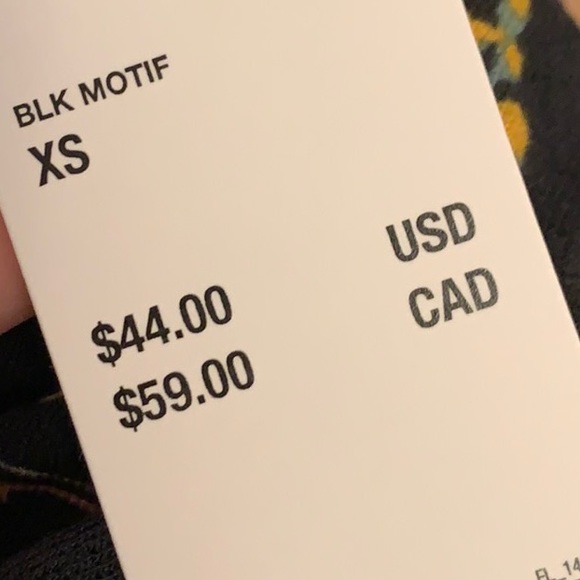 BLK MOTIF
XS
$44.00 USD
$59.00 CAD